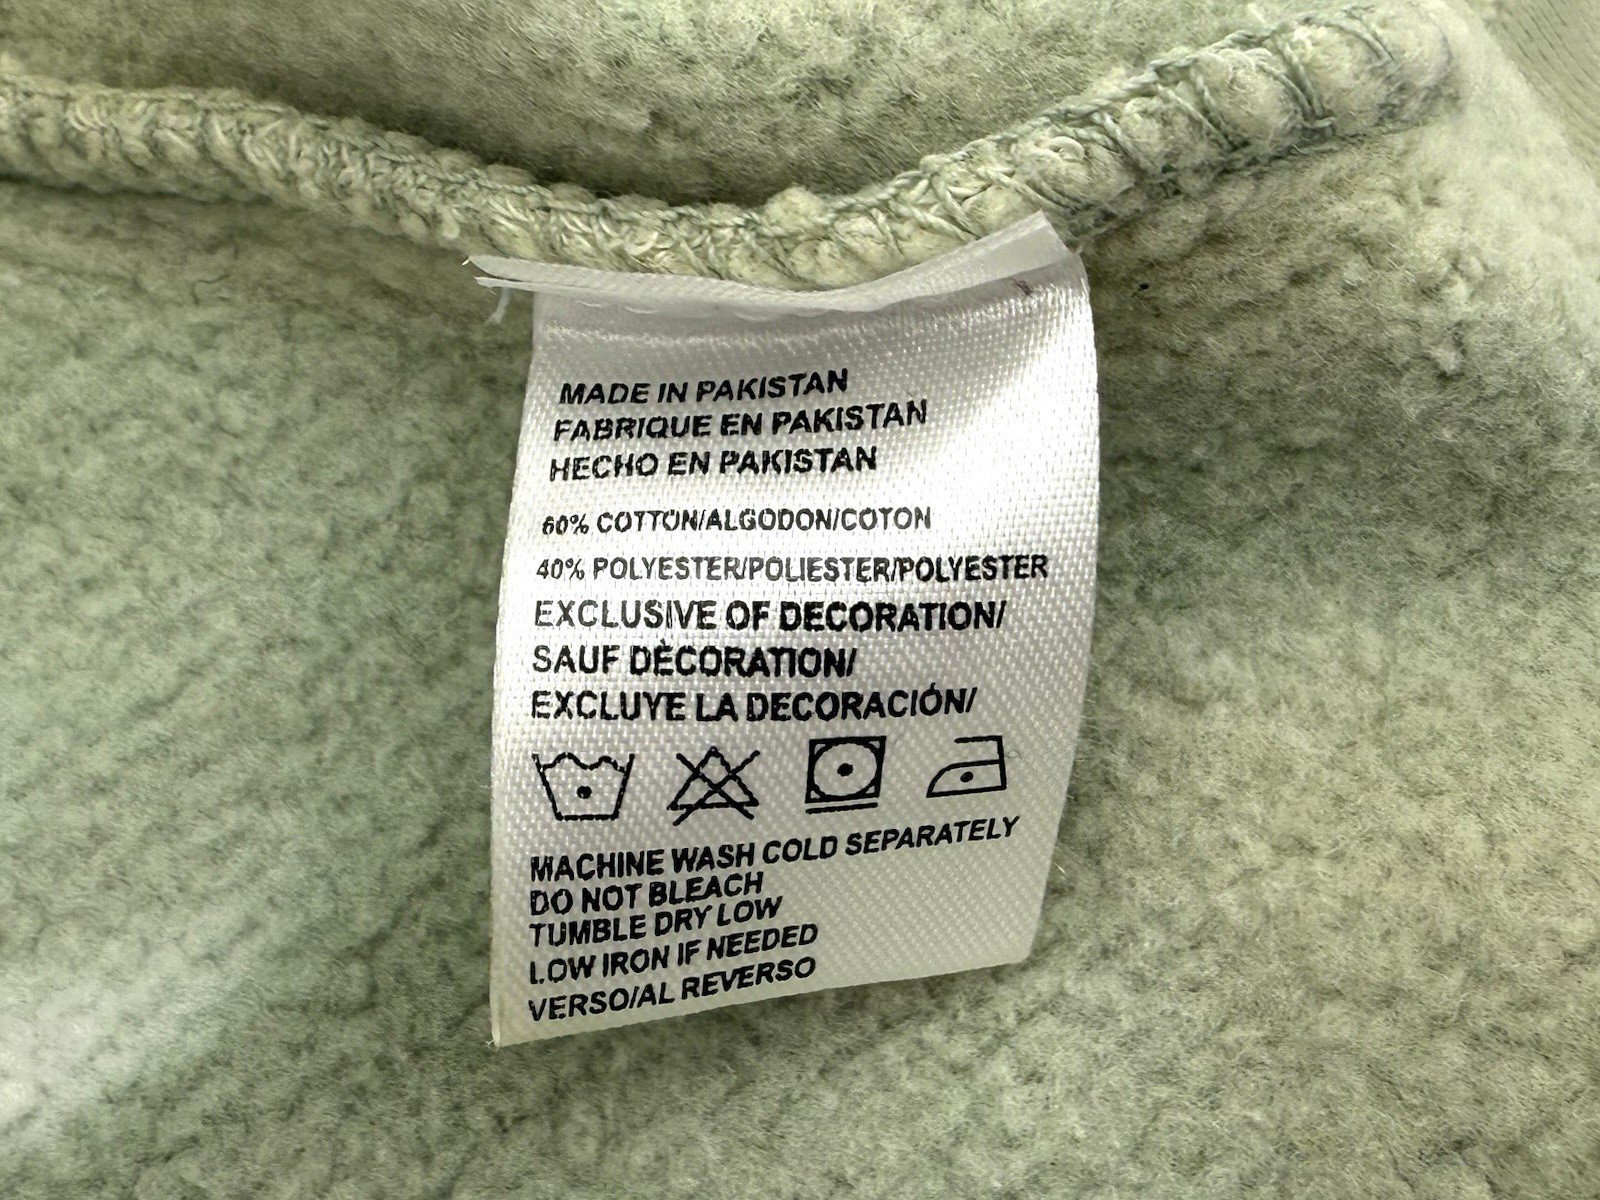 MADE IN PAKISTAN
FABRIQUE EN PAKISTAN
HECHO EN PAKISTAN
60% COTTON/ALGODON/COTON
40% POLYESTER/POLIESTER/POLYESTER
EXCLUSIVE OF DECORATION/
SAUF DÈCORATION/
EXCLUYE LA DECORACIÓN/
MACHINE WASH COLD SEPARATELY
DO NOT BLEACH
TUMBLE DRY LOW
LOW IRON IF NEEDED
VERSO/AL REVERSO